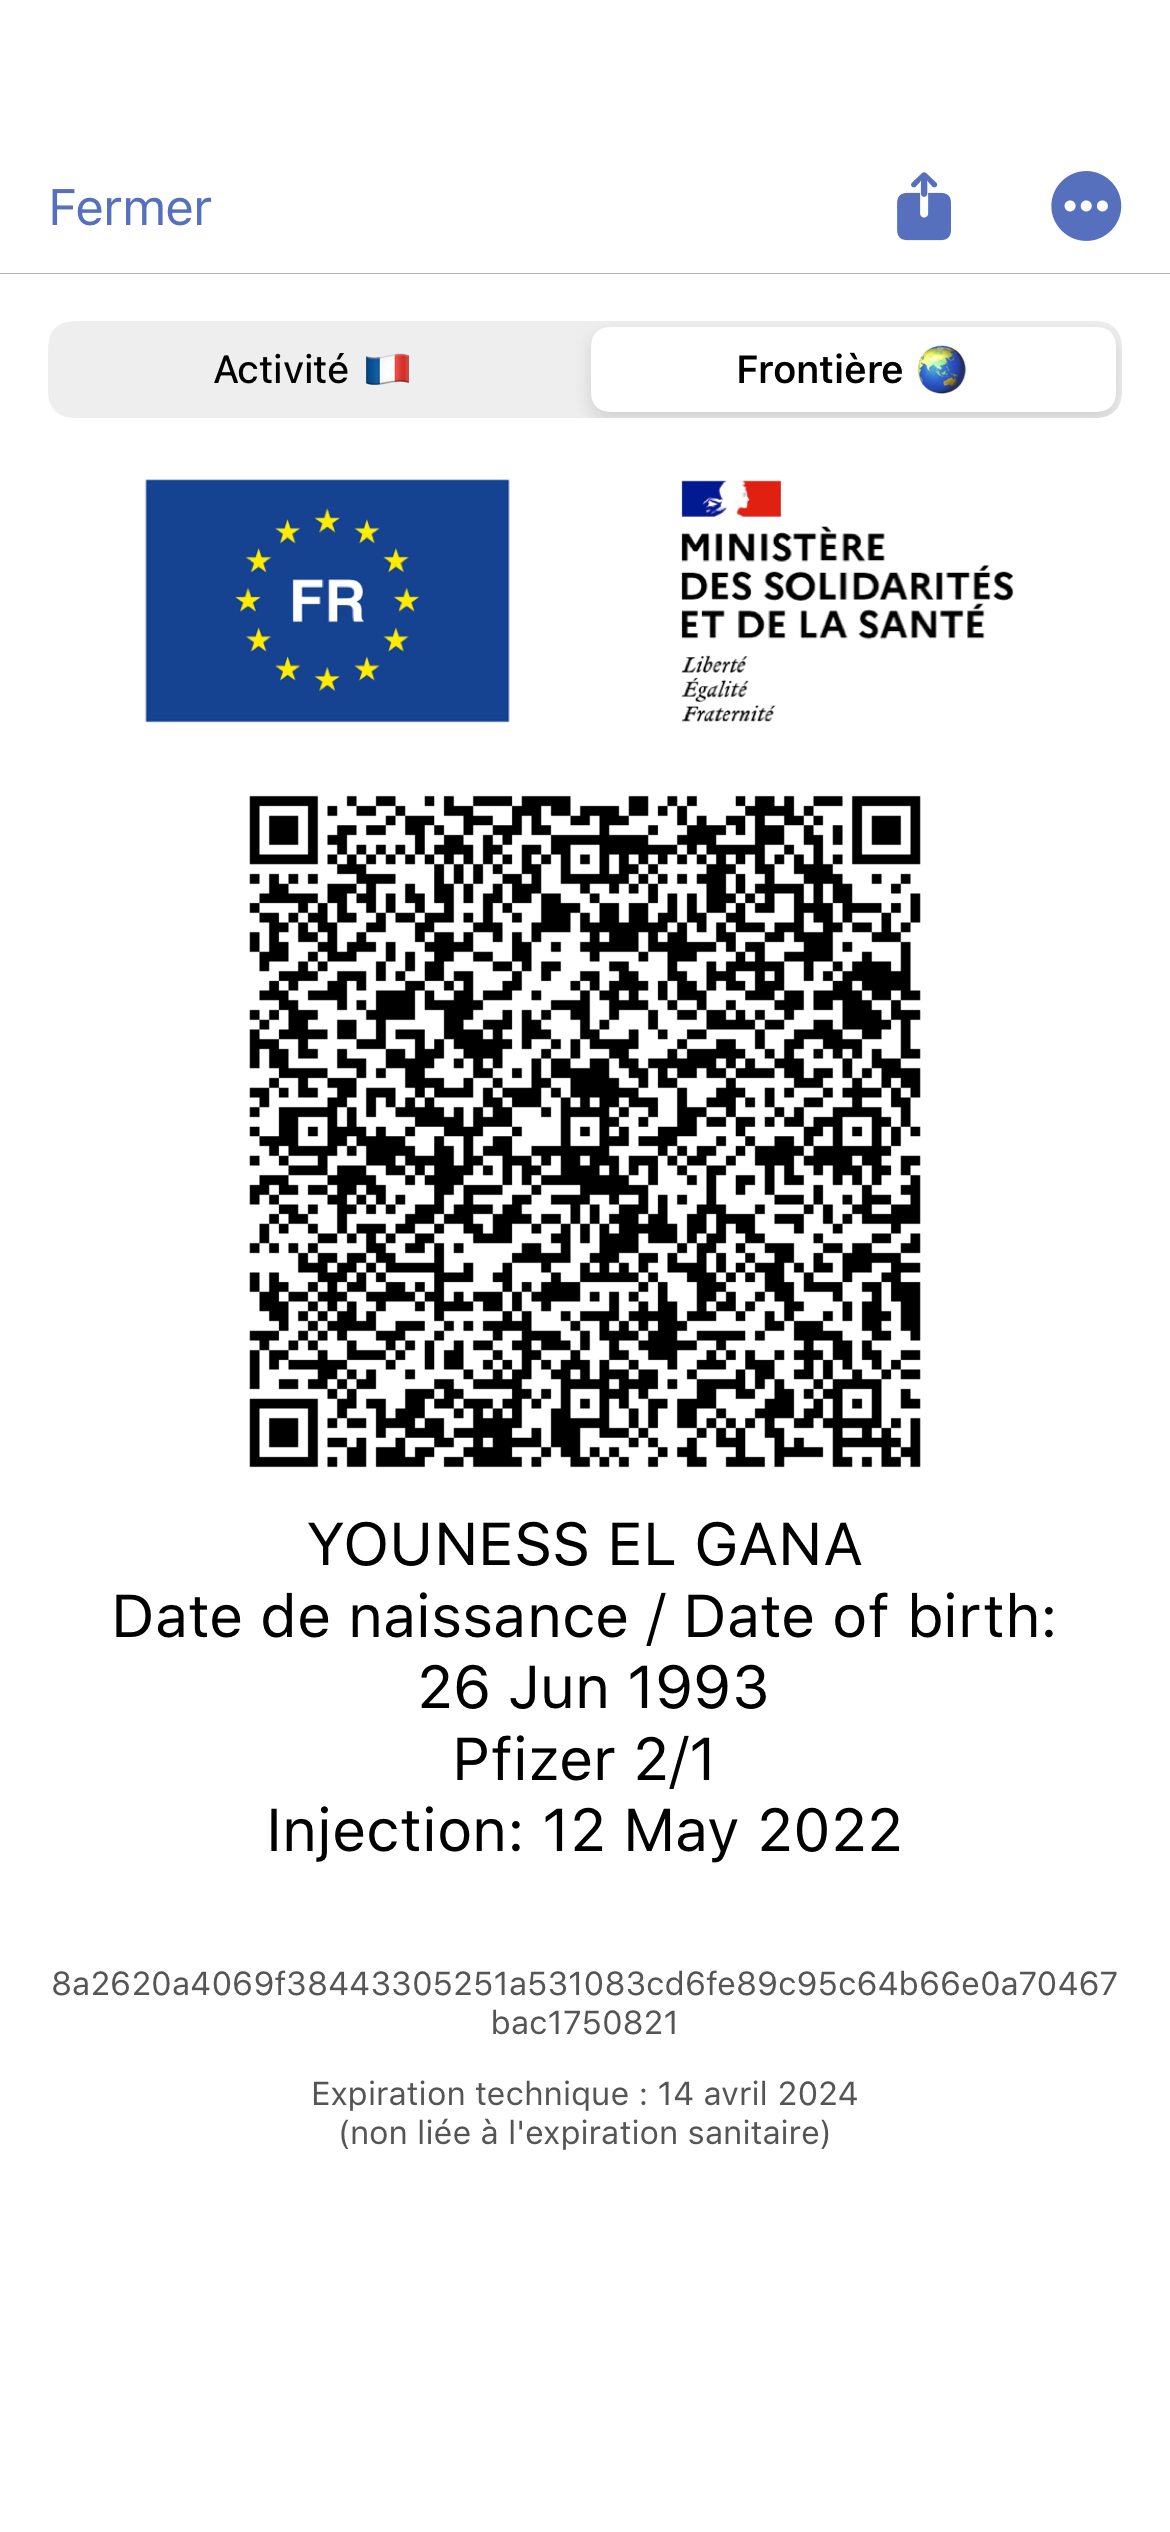 Fermer
Activité
Frontière
FR
MINISTÈRE
DES SOLIDARITÉS
ET DE LA SANTÉ
Liberté
Égalité
Fraternité
YOUNESS EL GANA
Date de naissance / Date of birth:
26 Jun 1993
Pfizer 2/1
Injection: 12 May 2022
8a2620a4069f38443305251a531083cd6fe89c95c64b66e0a70467
bac1750821
Expiration technique : 14 avril 2024
(non liée à l'expiration sanitaire)